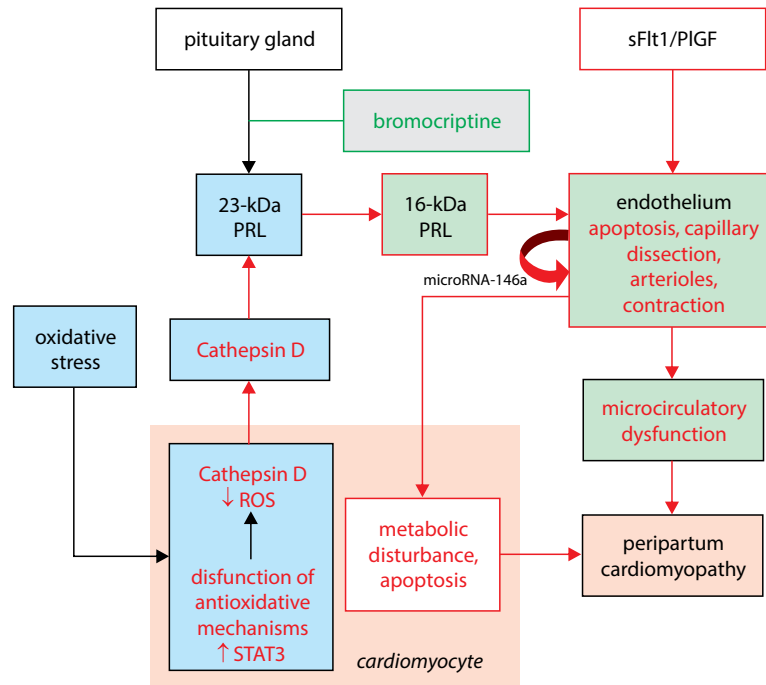 pituitary gland
sFlt1/PlGF
bromocriptine
23-kDa
PRL
16-kDa
PRL
endothelium
apoptosis, capillary
dissection,
arterioles,
contraction
microRNA-146a
oxidative
stress
Cathepsin D
microcirculatory
dysfunction
Cathepsin D
↓ ROS
disfunction of
antioxidative
mechanisms
↑ STAT3
metabolic
disturbance,
apoptosis
peripartum
cardiomyopathy
cardiomyocyte